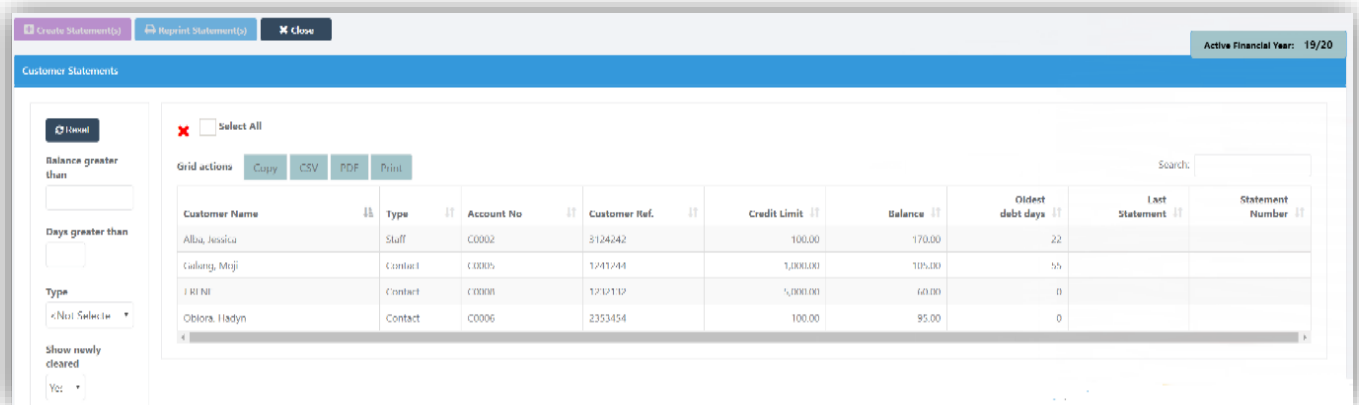 Create Statement(s) Reprint Statement(s) Close
Active Financial Year: 19/20
Customer Statements
Reset
Balance greater
than
Days greater than
Type
<Not Selecte
Show newly
cleared
Yes
Select All
Grid actions Copy CSV PDF Print Search:
Customer Name Type Account No Customer Ref. Credit Limit Balance Oldest debt days Last Statement Statement Number
Alba, Jessica Staff C0002 3124242 100.00 170.00 22
Galang, Moji Contact C0005 1241244 1,000.00 105.00 55
Contact C0008 1232132 5,000.00 60.00 0
Obiora, Hadyn Contact C0006 2353454 100.00 95.00 0